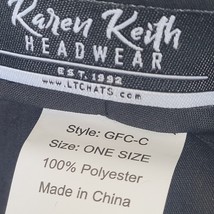 Karen Keith
HEADWEAR
EST. 1992
www.LTCHATS.com
Style: GFC-C
Size: ONE SIZE
100% Polyester
Made in China